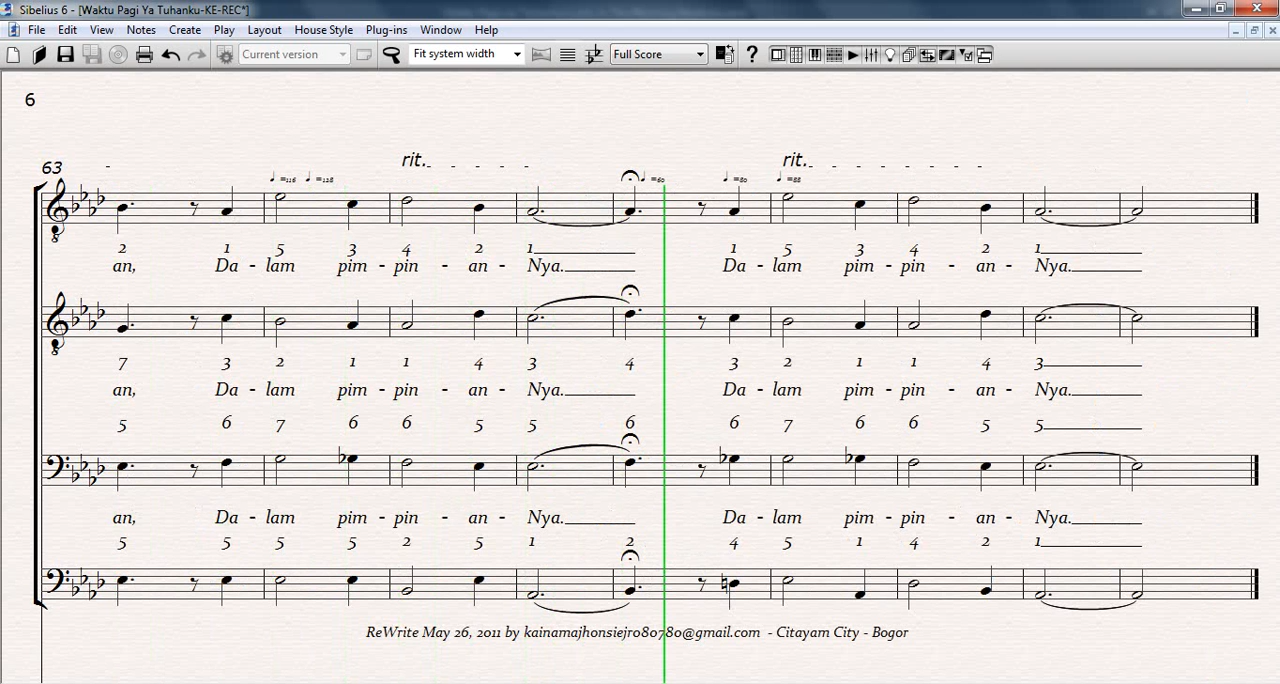 Sibelius 6 - [Waktu Pagi Ya Tuhanku-KE-REC*]
File Edit View Notes Create Play Layout House Style Plug-ins Window Help
Current version Fit system width Full Score ?
6
63 - rit. - - - - rit. - - - - - - -
♩=116 ♩=128 ♩=60 ♩=80 ♩=88
2 1 5 3 4 2 1 1 5 3 4 2 1
an, Da - lam pim - pin - an - Nya. Da - lam pim - pin - an - Nya.
7 3 2 1 1 4 3 4 3 2 1 1 4 3
an, Da - lam pim - pin - an - Nya. Da - lam pim - pin - an - Nya.
5 6 7 6 6 5 5 6 6 7 6 6 5 5
an, Da - lam pim - pin - an - Nya. Da - lam pim - pin - an - Nya.
5 5 5 5 2 5 1 2 4 5 1 4 2 1
ReWrite May 26, 2011 by kainamajhonsiejr080780@gmail.com - Citayam City - Bogor